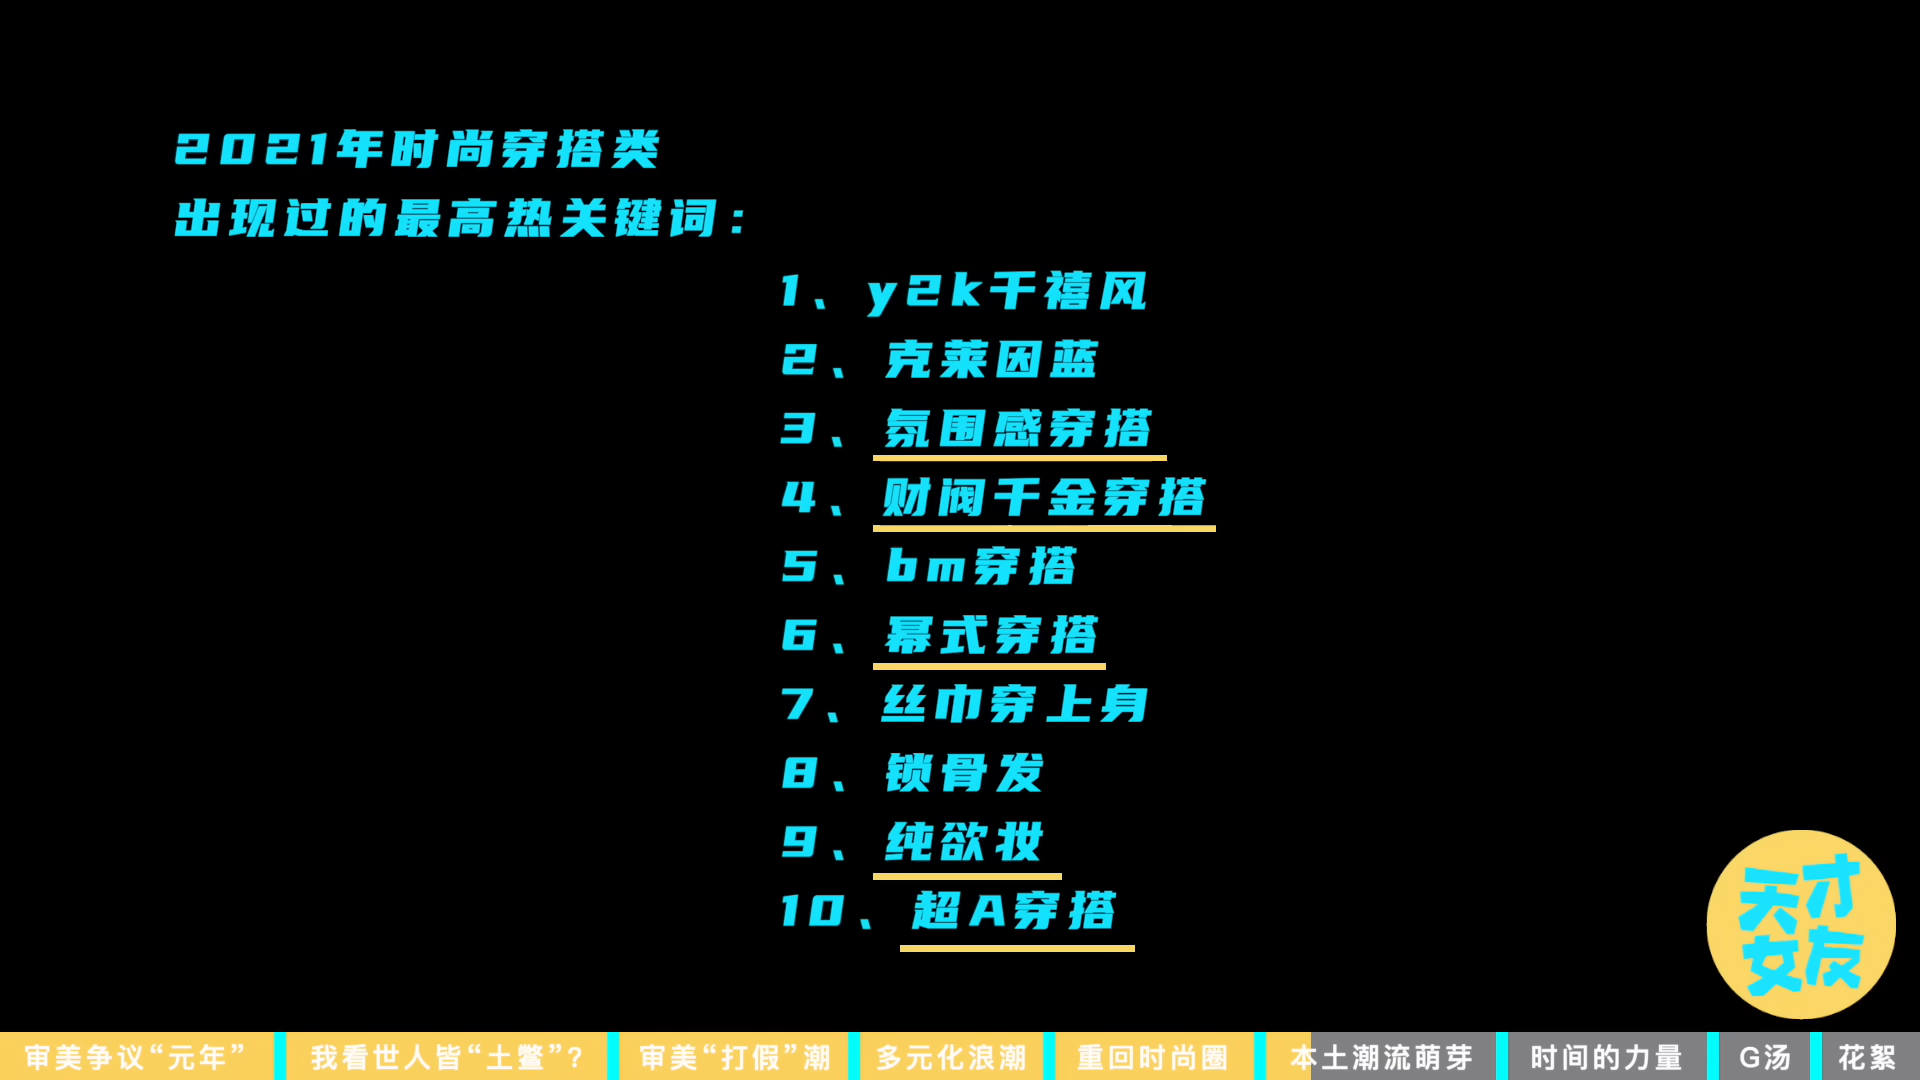 2021年时尚穿搭类
出现过的最高热关键词：
1、y2k千禧风
2、克莱因蓝
3、氛围感穿搭
4、财阀千金穿搭
5、bm穿搭
6、幂式穿搭
7、丝巾穿上身
8、锁骨发
9、纯欲妆
10、超A穿搭
天才
女友
审美争议“元年”
我看世人皆“土鳖”?
审美“打假”潮
多元化浪潮
重回时尚圈
本土潮流萌芽
时间的力量
G汤
花絮